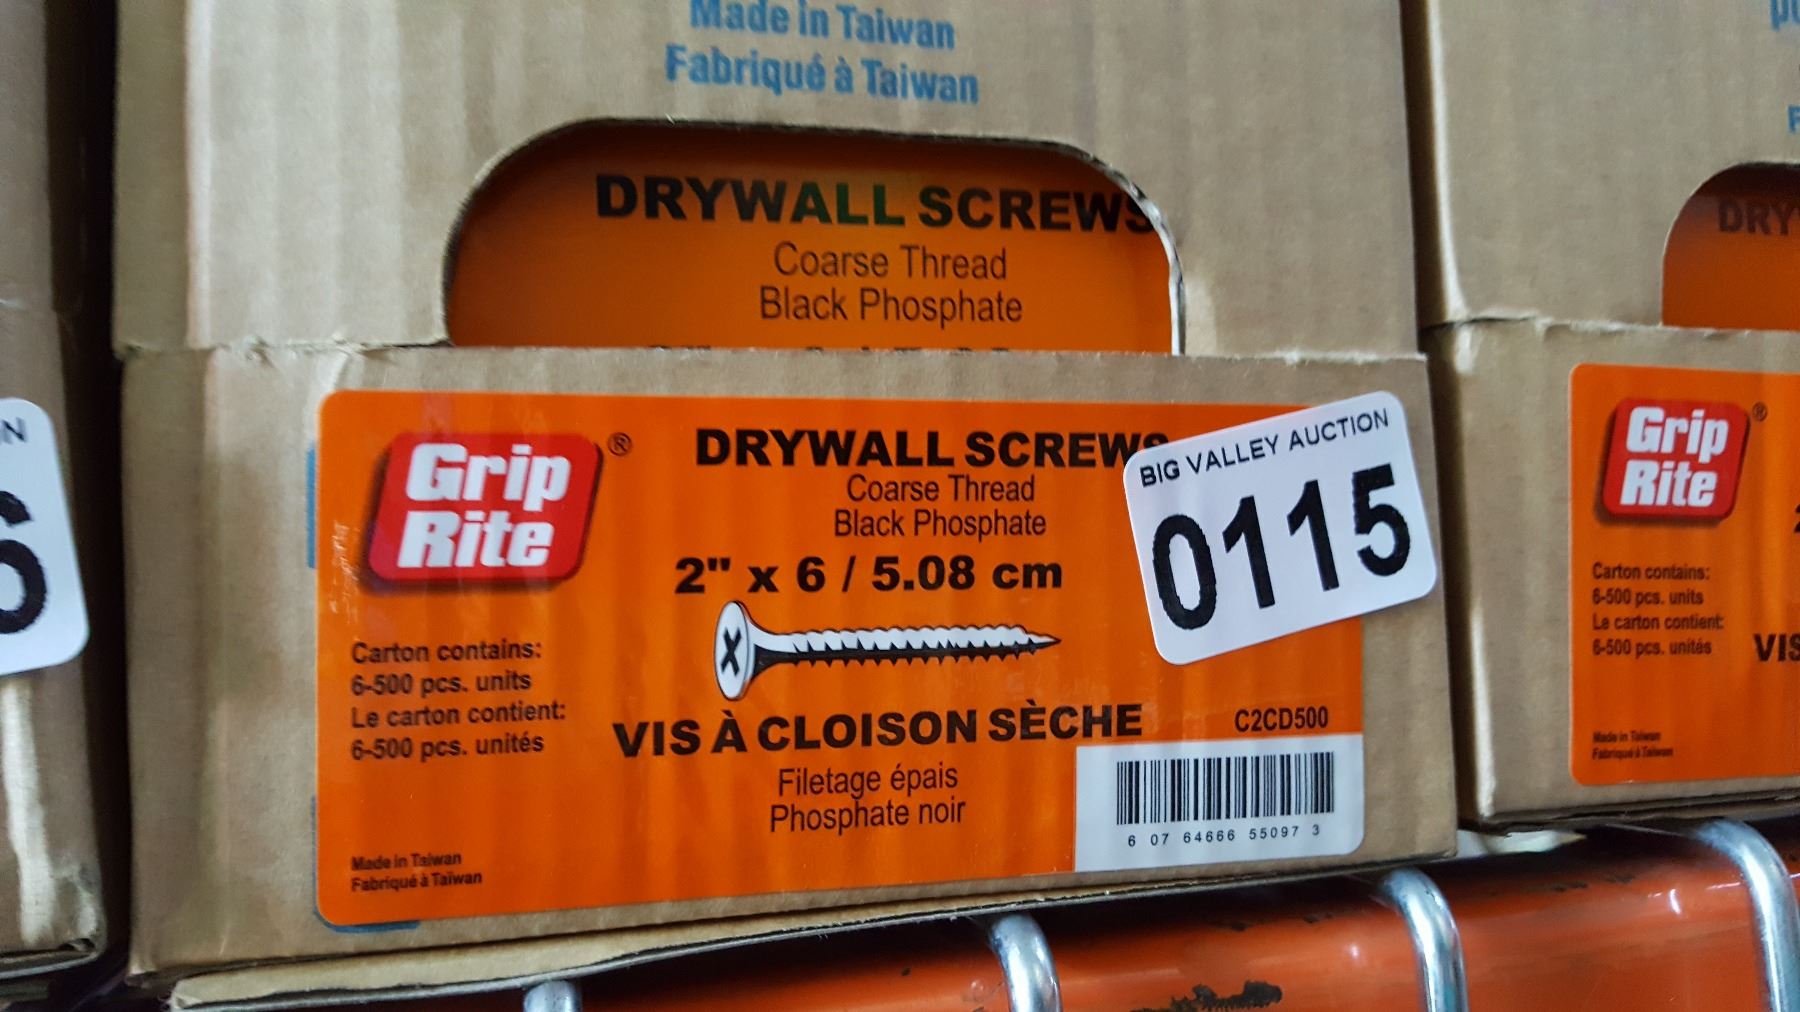 Made in Taiwan
Fabriqué à Taiwan
DRYWALL SCREWS
Coarse Thread
Black Phosphate
Grip
Rite
®
DRYWALL SCREWS
Coarse Thread
Black Phosphate
2" x 6 / 5.08 cm
Carton contains:
6-500 pcs. units
Le carton contient:
6-500 pcs. unités
VIS À CLOISON SÈCHE
Filetage épais
Phosphate noir
Made in Taiwan
Fabriqué à Taïwan
C2CD500
6 07 64666 55097 3
BIG VALLEY AUCTION
0115
DRY
Grip
Rite
®
Carton contains:
6-500 pcs. units
Le carton contient:
6-500 pcs. unités
VIS
Made in Taiwan
Fabriqué à Taïwan